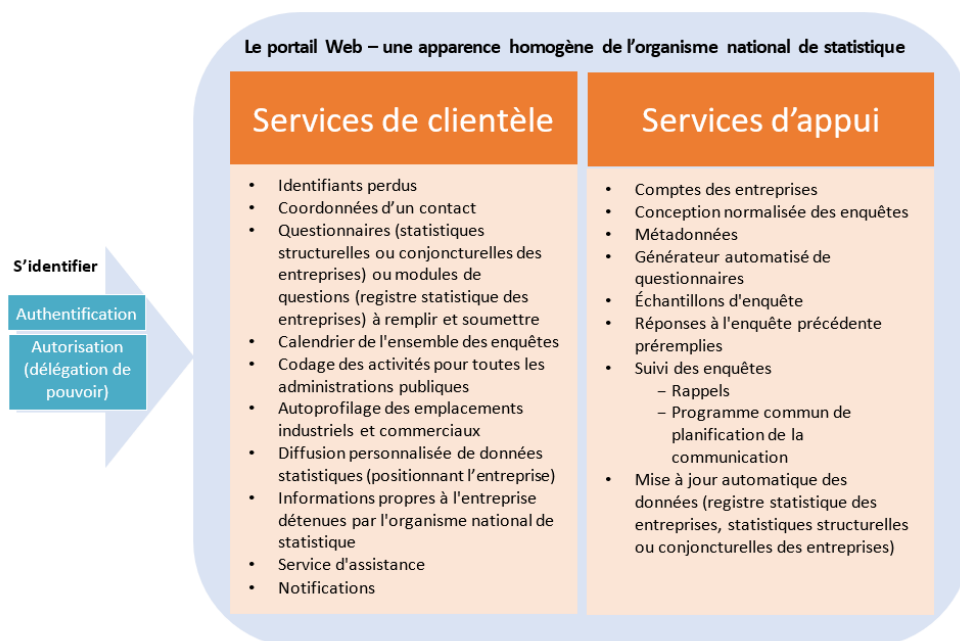 Le portail Web – une apparence homogène de l'organisme national de statistique
S'identifier
Authentification
Autorisation
(délégation de
pouvoir)
Services de clientèle
• Identifiants perdus
• Coordonnées d'un contact
• Questionnaires (statistiques
structurelles ou conjoncturelles des
entreprises) ou modules de
questions (registre statistique des
entreprises) à remplir et soumettre
• Calendrier de l'ensemble des enquêtes
• Codage des activités pour toutes les
administrations publiques
• Autoprofilage des emplacements
industriels et commerciaux
• Diffusion personnalisée de données
statistiques (positionnant l'entreprise)
• Informations propres à l'entreprise
détenues par l'organisme national de
statistique
• Service d'assistance
• Notifications
Services d'appui
• Comptes des entreprises
• Conception normalisée des enquêtes
• Métadonnées
• Générateur automatisé de
questionnaires
• Échantillons d'enquête
• Réponses à l'enquête précédente
préremplies
• Suivi des enquêtes
– Rappels
– Programme commun de
planification de la
communication
• Mise à jour automatique des
données (registre statistique des
entreprises, statistiques structurelles
ou conjoncturelles des entreprises)